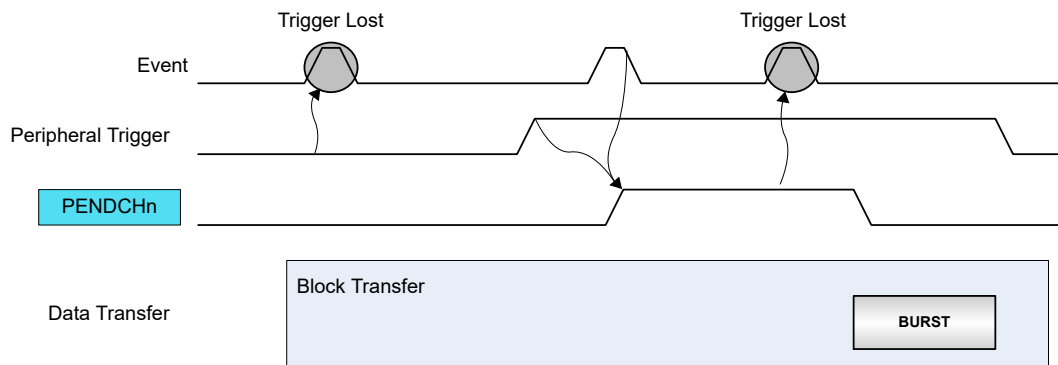 Trigger Lost
Trigger Lost
Event
Peripheral Trigger
PENDCHn
Block Transfer
Data Transfer
BURST